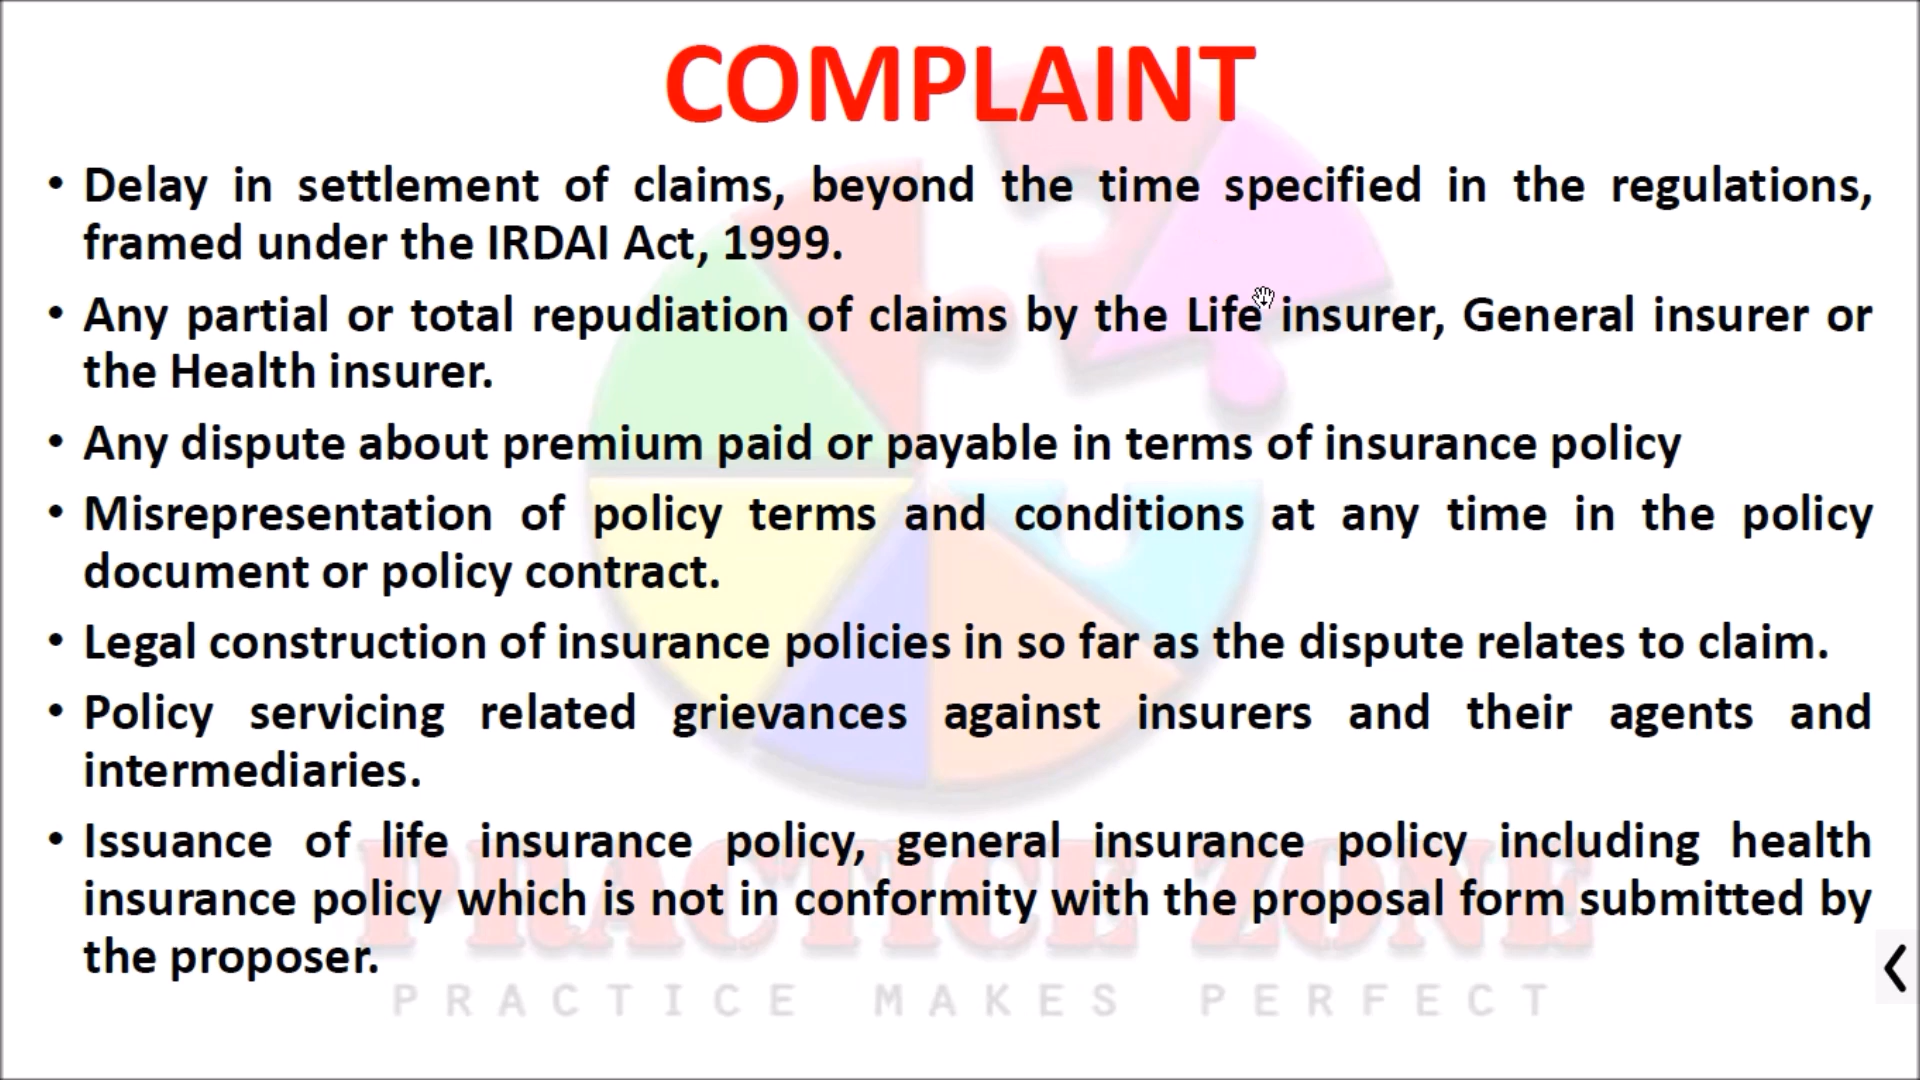 COMPLAINT
• Delay in settlement of claims, beyond the time specified in the regulations,
framed under the IRDAI Act, 1999.
• Any partial or total repudiation of claims by the Life insurer, General insurer or
the Health insurer.
• Any dispute about premium paid or payable in terms of insurance policy
• Misrepresentation of policy terms and conditions at any time in the policy
document or policy contract.
• Legal construction of insurance policies in so far as the dispute relates to claim.
• Policy servicing related grievances against insurers and their agents and
intermediaries.
• Issuance of life insurance policy, general insurance policy including health
insurance policy which is not in conformity with the proposal form submitted by
the proposer.
PRACTICE ZONE
PRACTICE MAKES PERFECT